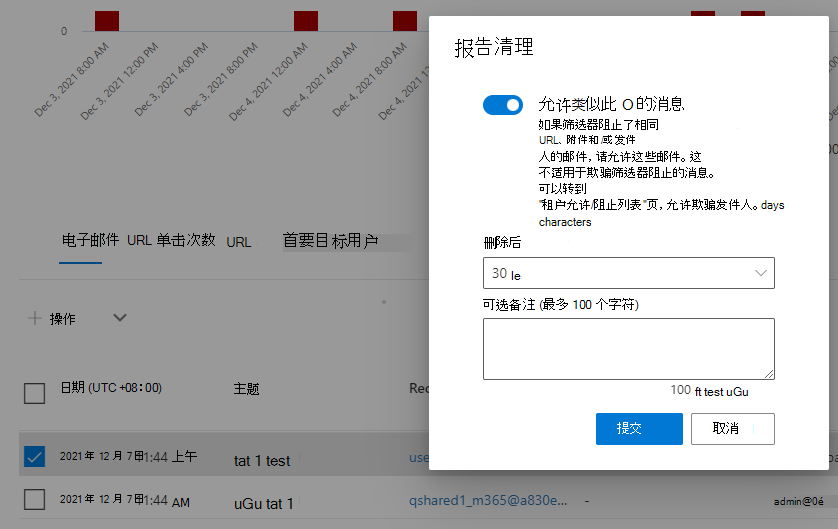 0
Dec 3, 2021 8:00 AM
Dec 3, 2021 12:00 PM
Dec 3, 2021 4:00 PM
Dec 3, 2021 8:00 PM
Dec 4, 2021 12:00 AM
Dec 4, 2021 4:00 AM
Dec 4, 2021
电子邮件 URL 单击次数 URL 首要目标用户
操作
日期 (UTC +08：00) 主题 Rec
2021 年 12 月 7日1:44 上午 tat 1 test use
2021 年 12 月 7日1:44 AM uGu tat 1 qshared1_m365@a830e... - admin@0é
报告清理
允许类似此 O 的消息
如果筛选器阻止了相同
URL、附件和/或发件
人的邮件，请允许这些邮件。这
不适用于欺骗筛选器阻止的消息。
可以转到
"租户允许/阻止列表"页，允许欺骗发件人。days
characters
删除后
30 le
可选备注 (最多 100 个字符)
100 ft test uGu
提交 取消